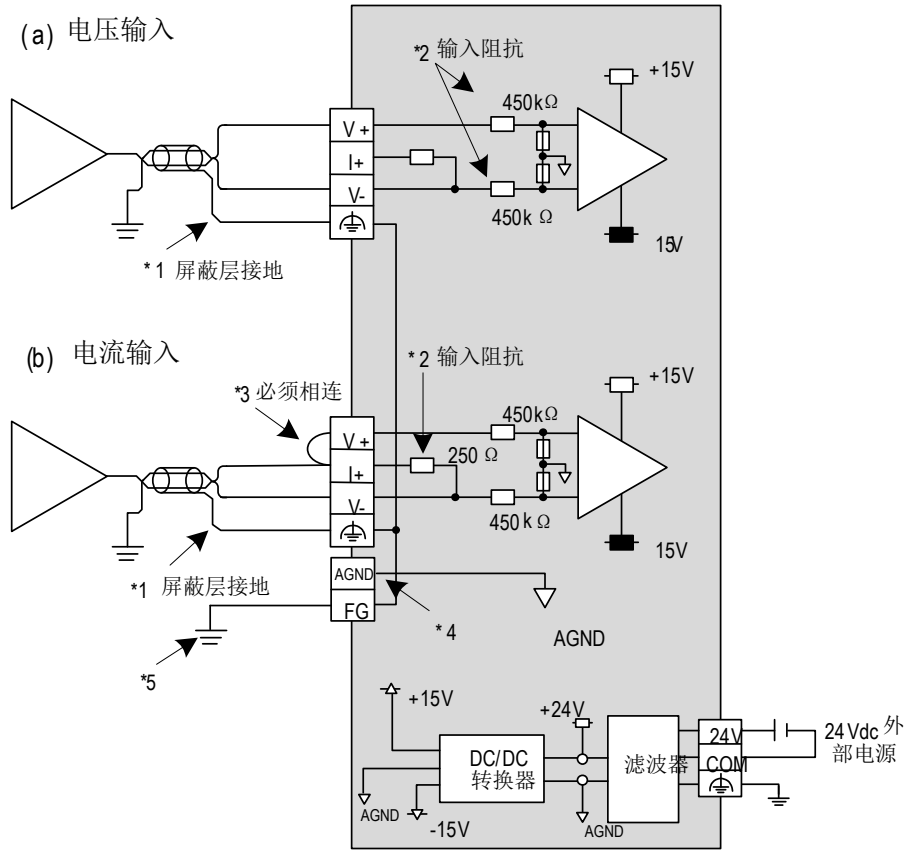 (a) 电压输入
*2 输入阻抗
+15V
450kΩ
V+
I+
V-
450k Ω
15V
*1 屏蔽层接地
(b) 电流输入
*2 输入阻抗
*3 必须相连
+15V
450kΩ
V+
250 Ω
I+
V-
450k Ω
15V
*1 屏蔽层接地
AGND
FG
*4
AGND
*5
+15V
+24V
24V
24Vdc 外
部电源
DC/DC
转换器
滤波器
COM
AGND
-15V
AGND